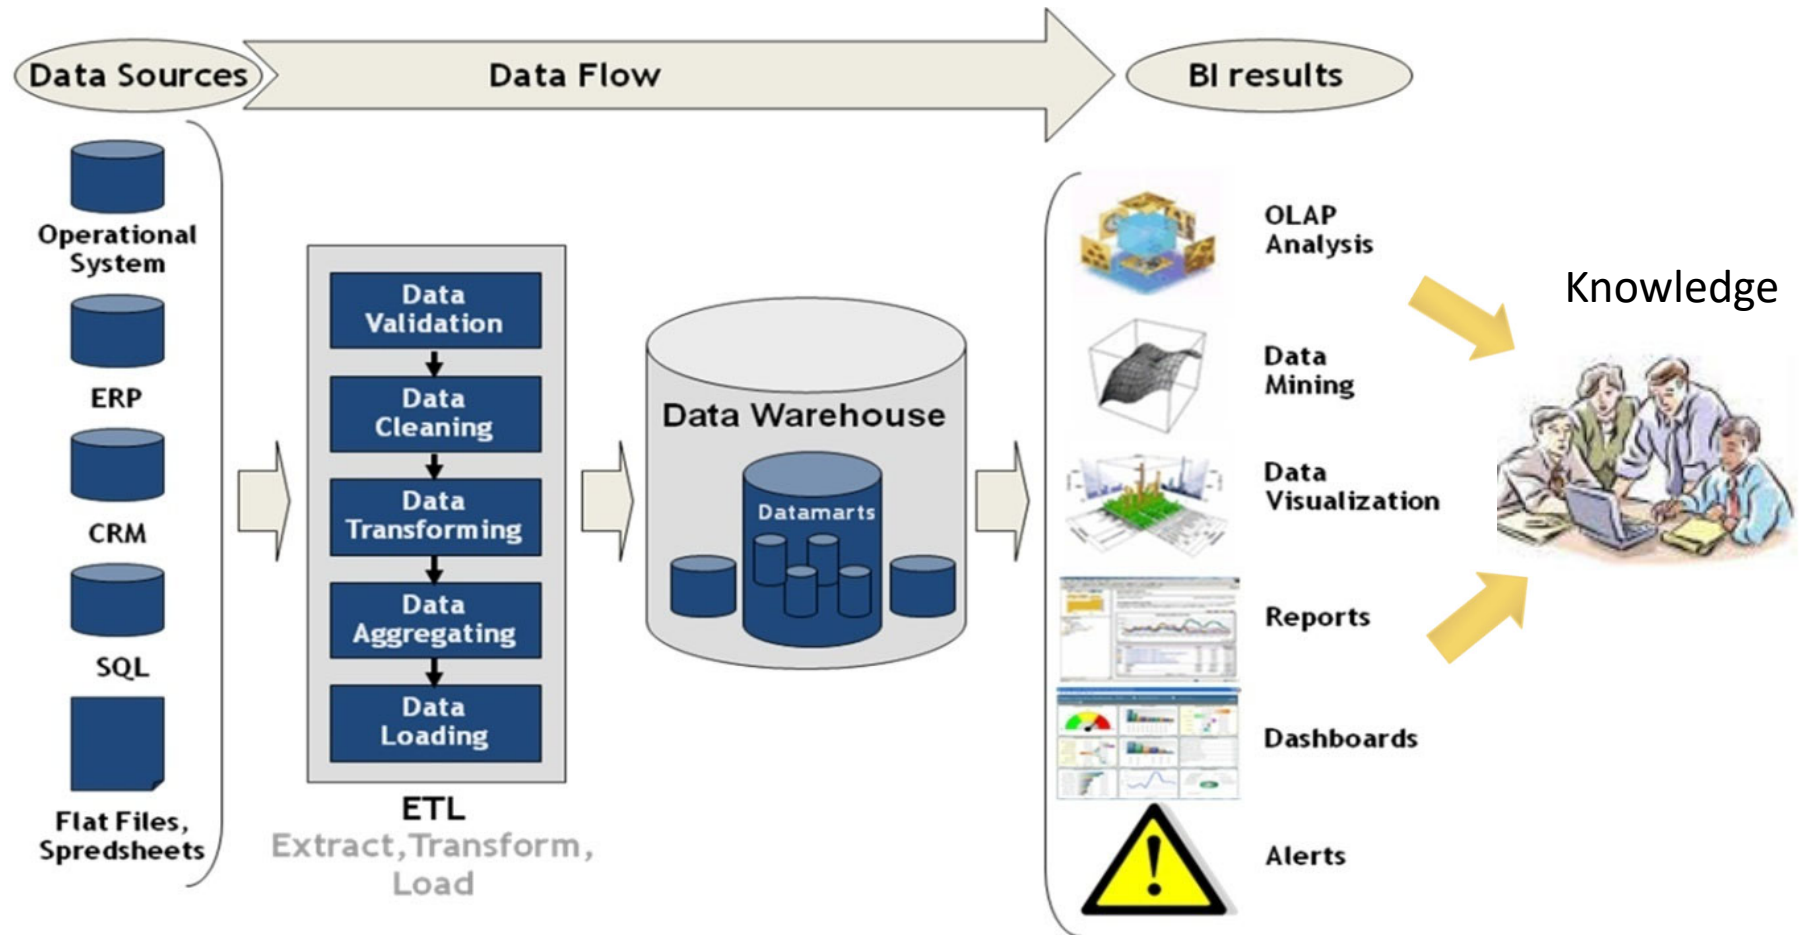 Data Sources
Data Flow
BI results
Operational
System
ERP
CRM
SQL
Flat Files,
Spredsheets
Data
Validation
Data
Cleaning
Data
Transforming
Data
Aggregating
Data
Loading
ETL
Extract,Transform,
Load
Data Warehouse
Datamarts
OLAP
Analysis
Data
Mining
Data
Visualization
Reports
Dashboards
Alerts
Knowledge